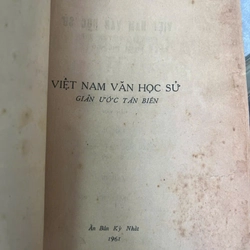 VIỆT NAM VĂN HỌC SỬ
GIẢN ƯỚC TÂN BIÊN
Ấn Bản Kỳ Nhất
1961